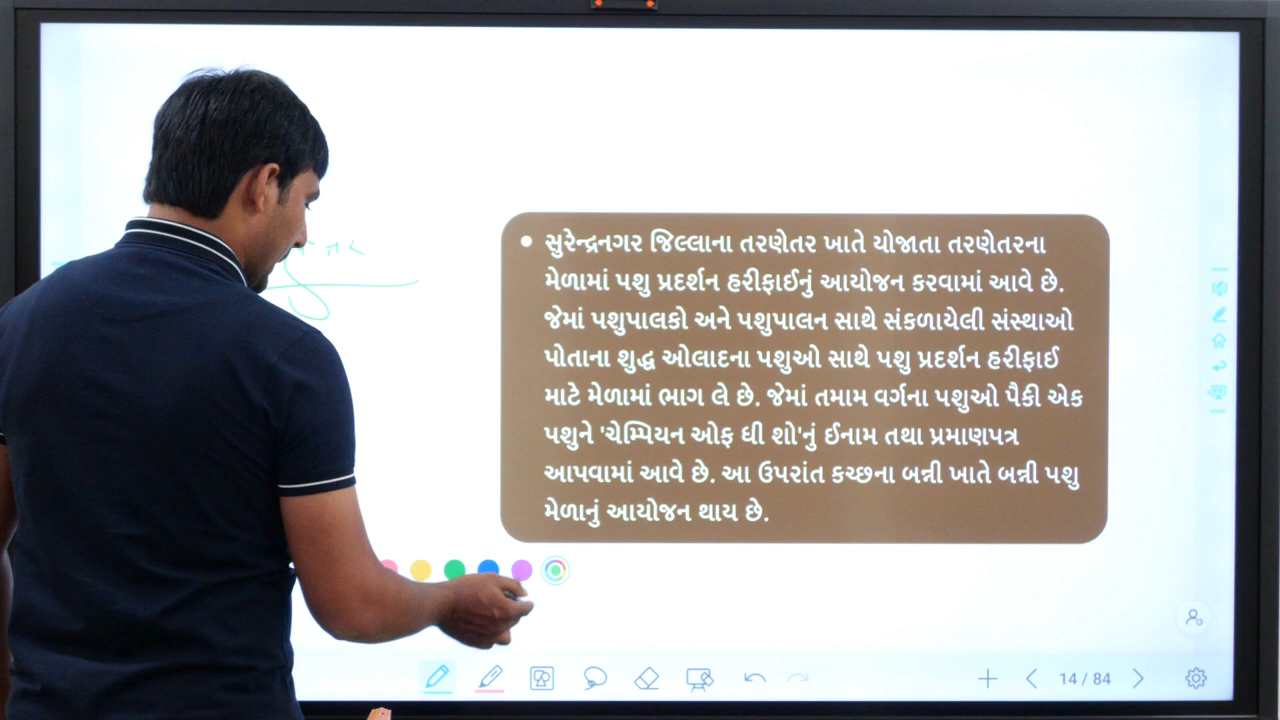 • સુરેન્દ્રનગર જિલ્લાના તરણેતર ખાતે યોજાતા તરણેતરના
મેળામાં પશુ પ્રદર્શન હરીફાઈનું આયોજન કરવામાં આવે છે.
જેમાં પશુપાલકો અને પશુપાલન સાથે સંકળાયેલી સંસ્થાઓ
પોતાના શુદ્ધ ઓલાદના પશુઓ સાથે પશુ પ્રદર્શન હરીફાઈ
માટે મેળામાં ભાગ લે છે. જેમાં તમામ વર્ગના પશુઓ પૈકી એક
પશુને 'ચેમ્પિયન ઓફ ધી શો'નું ઈનામ તથા પ્રમાણપત્ર
આપવામાં આવે છે. આ ઉપરાંત કચ્છના બન્ની ખાતે બન્ની પશુ
મેળાનું આયોજન થાય છે.
14 / 84